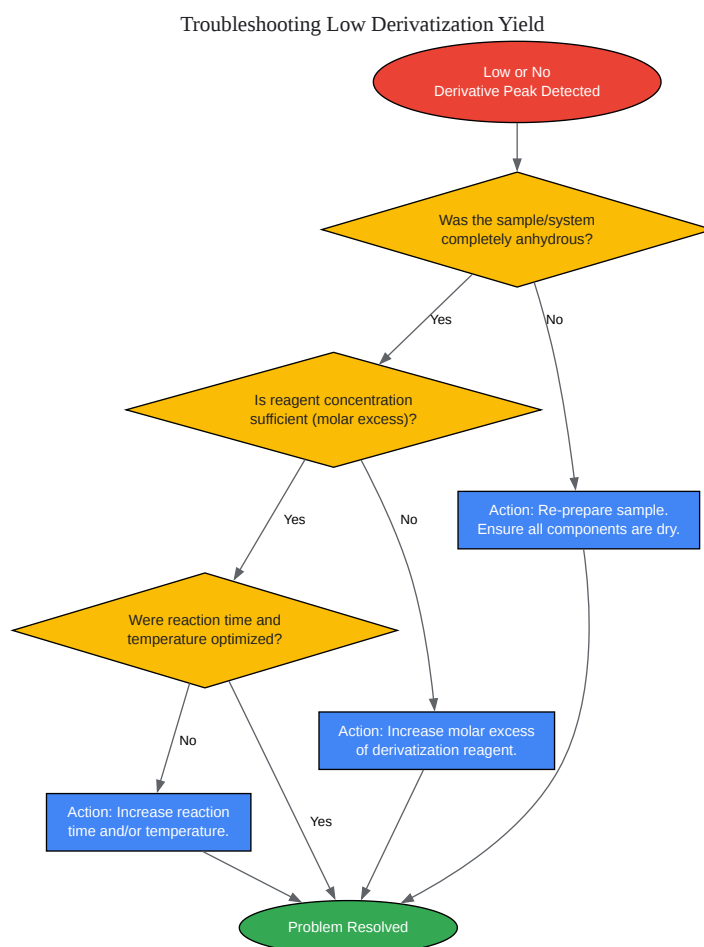 Troubleshooting Low Derivatization Yield
Low or No
Derivative Peak Detected
Was the sample/system
completely anhydrous?
Yes
No
Is reagent concentration
sufficient (molar excess)?
Action: Re-prepare sample.
Ensure all components are dry.
Yes
No
Were reaction time and
temperature optimized?
Action: Increase molar excess
of derivatization reagent.
No
Action: Increase reaction
time and/or temperature.
Yes
Problem Resolved